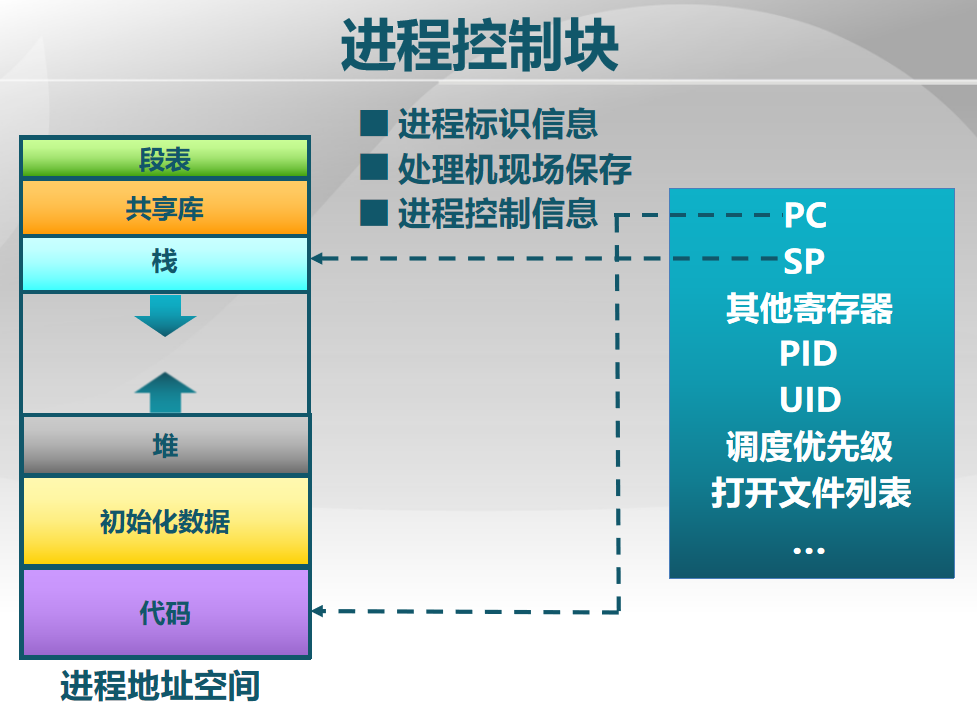 进程控制块
进程标识信息
处理机现场保存
进程控制信息
段表
共享库
栈
堆
初始化数据
代码
进程地址空间
PC
SP
其他寄存器
PID
UID
调度优先级
打开文件列表
...